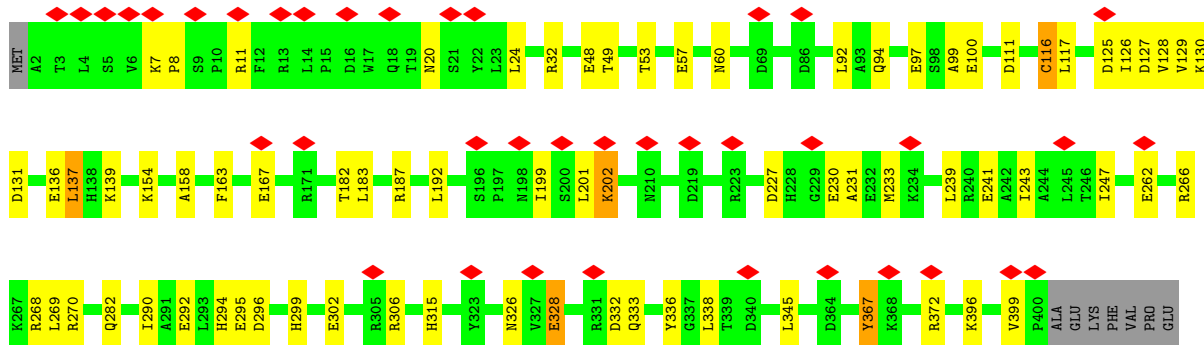 MET A2 T3 L4 S5 V6 K7 P8 S9 P10 R11 F12 R13 L14 P15 D16 W17 Q18 T19 N20 S21 Y22 L23 L24 R32 E48 T49 T53 E57 N60 D69 D86 L92 A93 Q94 E97 S98 A99 E100 D111 C116 L117 D125 I126 D127 V128 V129 K130
D131 E136 L137 H138 K139 K154 A158 F163 E167 R171 T182 L183 R187 L192 S196 P197 N198 I199 S200 L201 K202 N210 D219 R223 D227 H228 G229 E230 A231 E232 M233 K234 L239 R240 E241 A242 I243 A244 L245 T246 I247 E262 R266
K267 R268 L269 R270 Q282 I290 A291 E292 L293 H294 E295 D296 H299 E302 R305 R306 H315 Y323 N326 V327 E328 R331 D332 Q333 Y336 G337 L338 T339 D340 L345 D364 Y367 K368 R372 K396 V399 P400 ALA GLU LYS PHE VAL PRO GLU